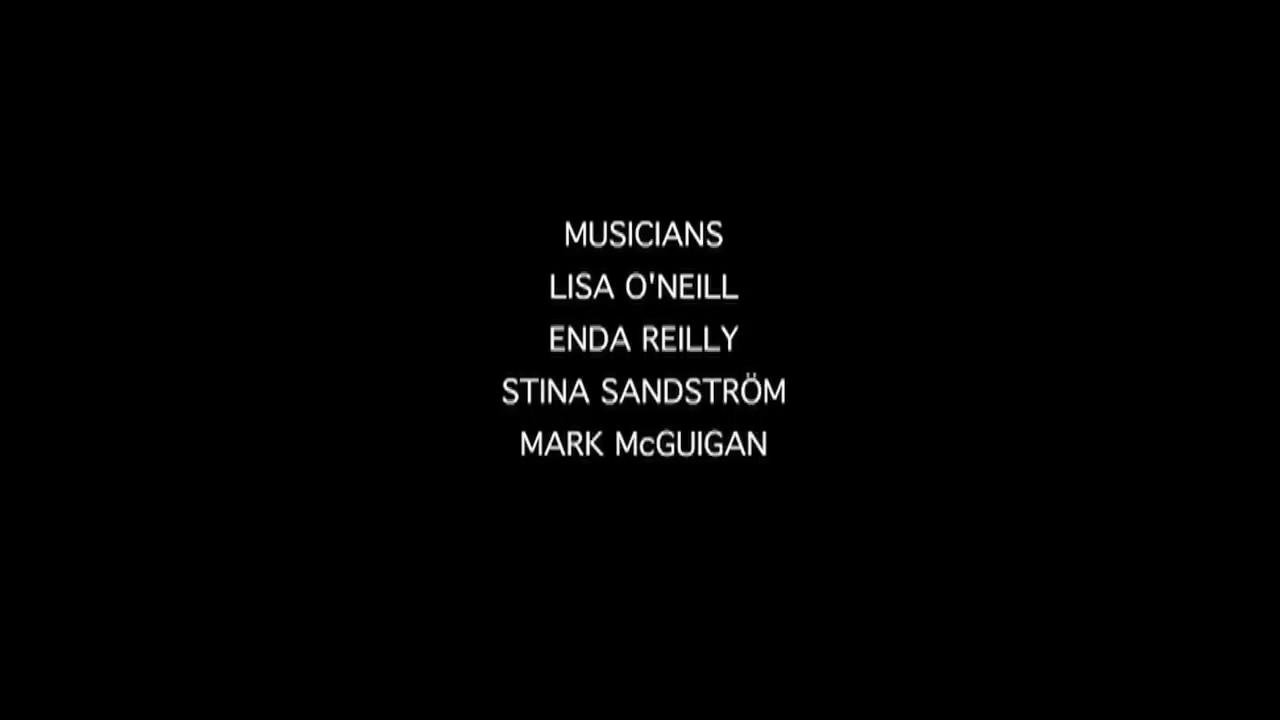 MUSICIANS
LISA O'NEILL
ENDA REILLY
STINA SANDSTRÖM
MARK McGUIGAN